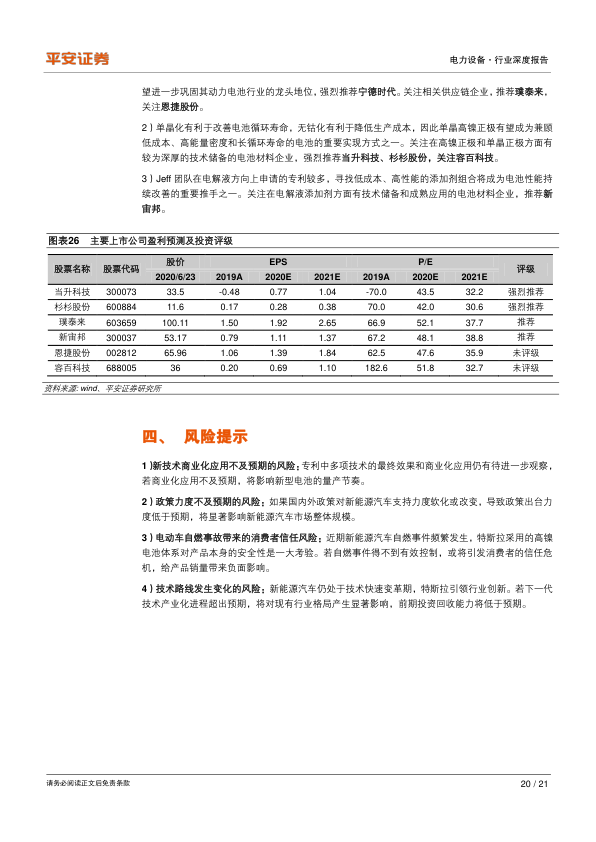 平安证券
电力设备·行业深度报告
望进一步巩固其动力电池行业的龙头地位，强烈推荐宁德时代。关注相关供应链企业，推荐璞泰来，
关注恩捷股份。
2）单晶化有利于改善电池循环寿命，无钴化有利于降低生产成本，因此单晶高镍正极有望成为兼顾
低成本、高能量密度和长循环寿命的电池的重要实现方式之一。关注在高镍正极和单晶正极方面有
较为深厚的技术储备的电池材料企业，强烈推荐当升科技、杉杉股份，关注容百科技。
3）Jeff 团队在电解液方向上申请的专利较多，寻找低成本、高性能的添加剂组合将成为电池性能持
续改善的重要推手之一。关注在电解液添加剂方面有技术储备和成熟应用的电池材料企业，推荐新
宙邦。
图表26 主要上市公司盈利预测及投资评级
股票名称 股票代码 股价 EPS P/E 评级
2020/6/23 2019A 2020E 2021E 2019A 2020E 2021E
当升科技 300073 33.5 -0.48 0.77 1.04 -70.0 43.5 32.2 强烈推荐
杉杉股份 600884 11.6 0.17 0.28 0.38 70.0 42.0 30.6 强烈推荐
璞泰来 603659 100.11 1.50 1.92 2.65 66.9 52.1 37.7 推荐
新宙邦 300037 53.17 0.79 1.11 1.37 67.2 48.1 38.8 推荐
恩捷股份 002812 65.96 1.06 1.39 1.84 62.5 47.6 35.9 未评级
容百科技 688005 36 0.20 0.69 1.10 182.6 51.8 32.7 未评级
资料来源: wind、平安证券研究所
四、 风险提示
1）新技术商业化应用不及预期的风险：专利中多项技术的最终效果和商业化应用仍有待进一步观察，
若商业化应用不及预期，将影响新型电池的量产节奏。
2）政策力度不及预期的风险：如果国内外政策对新能源汽车支持力度软化或改变，导致政策出台力
度低于预期，将显著影响新能源汽车市场整体规模。
3）电动车自燃事故带来的消费者信任风险：近期新能源汽车自燃事件频繁发生，特斯拉采用的高镍
电池体系对产品本身的安全性是一大考验。若自燃事件得不到有效控制，或将引发消费者的信任危
机，给产品销量带来负面影响。
4）技术路线发生变化的风险：新能源汽车仍处于技术快速变革期，特斯拉引领行业创新。若下一代
技术产业化进程超出预期，将对现有行业格局产生显著影响，前期投资回收能力将低于预期。
请务必阅读正文后免责条款
20 / 21